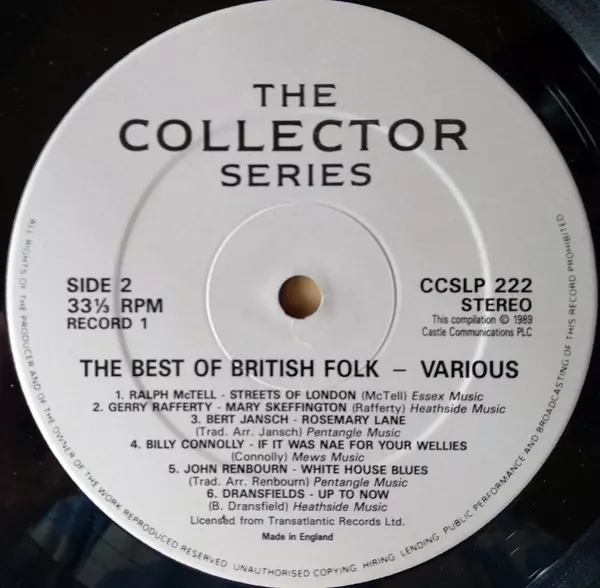 THE
COLLECTOR
SERIES
SIDE 2
33⅓ RPM
RECORD 1
CCSLP 222
STEREO
This compilation © 1989
Castle Communications PLC
THE BEST OF BRITISH FOLK – VARIOUS
1. RALPH McTELL - STREETS OF LONDON (McTell) Essex Music
2. GERRY RAFFERTY - MARY SKEFFINGTON (Rafferty) Heathside Music
3. BERT JANSCH - ROSEMARY LANE
(Trad. Arr. Jansch) Pentangle Music
4. BILLY CONNOLLY - IF IT WAS NAE FOR YOUR WELLIES
(Connolly) Mews Music
5. JOHN RENBOURN - WHITE HOUSE BLUES
(Trad. Arr. Renbourn) Pentangle Music
6. DRANSFIELDS - UP TO NOW
(B. Dransfield) Heathside Music
Licensed from Transatlantic Records Ltd.
Made in England
ALL RIGHTS OF THE PRODUCER AND OF THE OWNER OF THE WORK REPRODUCED RESERVED. UNAUTHORISED COPYING, HIRING, LENDING, PUBLIC PERFORMANCE AND BROADCASTING OF THIS RECORD PROHIBITED